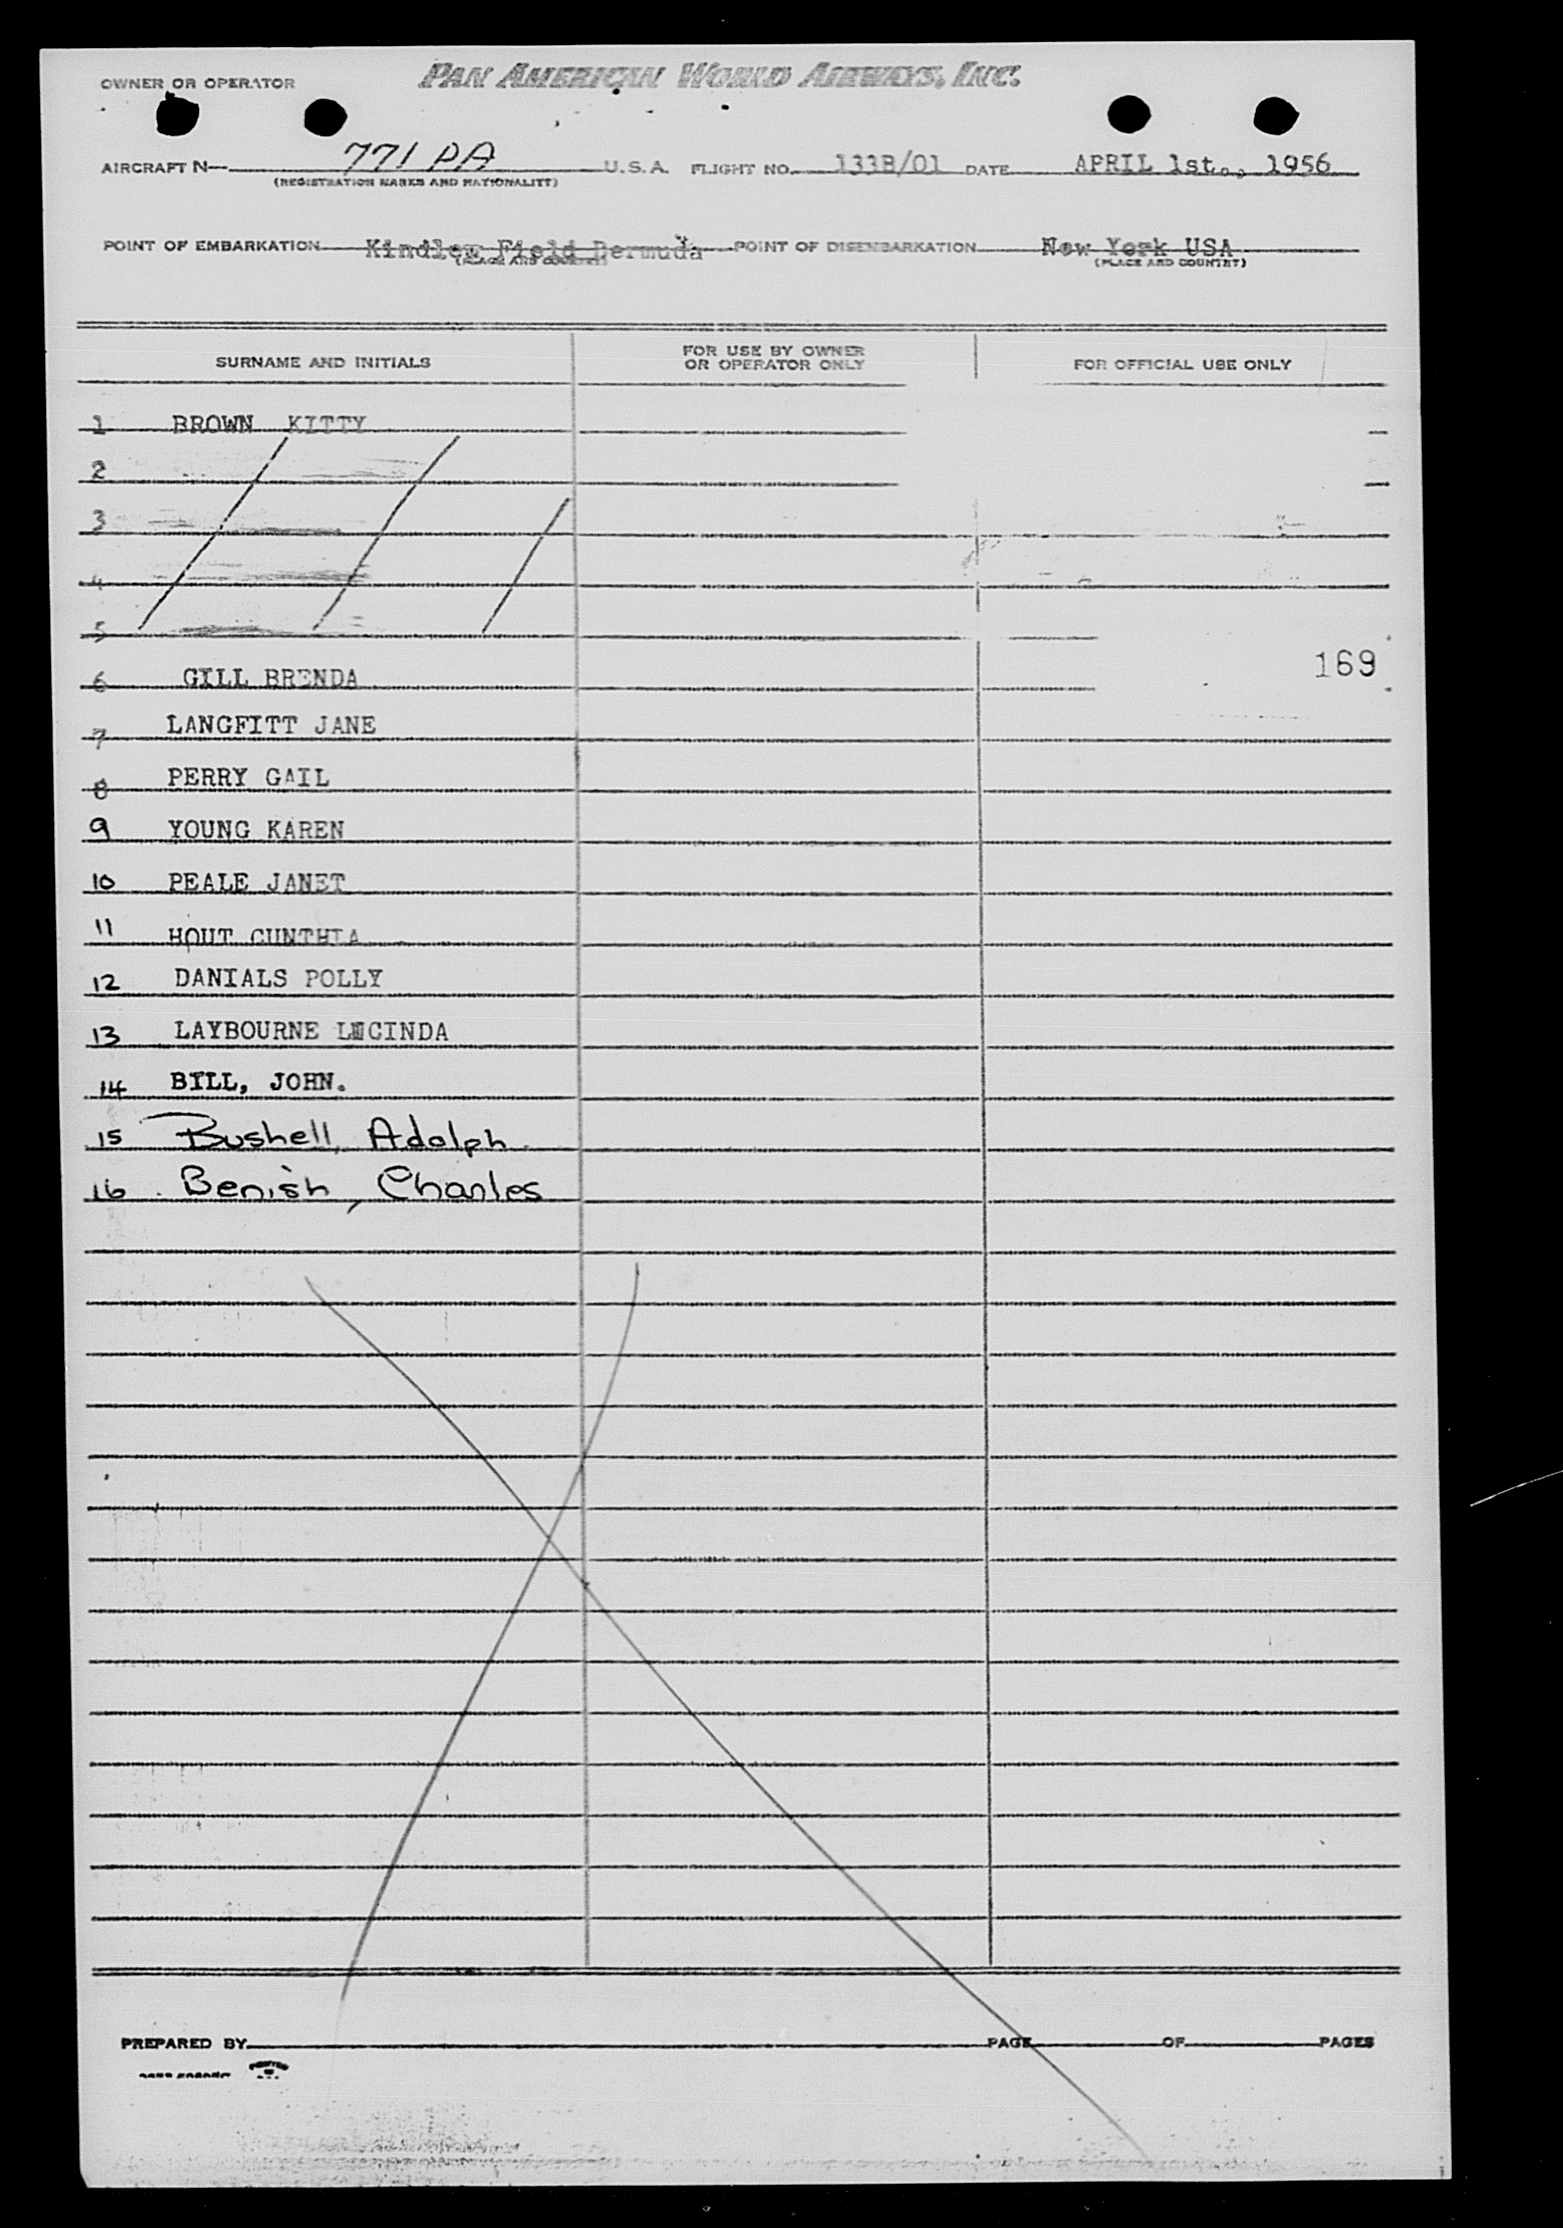 OWNER OR OPERATOR PAN AMERICAN WORLD AIRWAYS, INC.
AIRCRAFT N 771 PA U.S.A. FLIGHT NO. 133B/01 DATE APRIL 1st., 1956
(REGISTRATION MARKS AND NATIONALITY)
POINT OF EMBARKATION Kindley Field Bermuda POINT OF DISEMBARKATION New York USA
(PLACE AND COUNTRY) (PLACE AND COUNTRY)
SURNAME AND INITIALS FOR USE BY OWNER OR OPERATOR ONLY FOR OFFICIAL USE ONLY
1 BROWN KITTY
2
3
4
5
169
6 GILL BRENDA
7 LANGFITT JANE
8 PERRY GAIL
9 YOUNG KAREN
10 PEALE JANET
11 HOUT CUNTHIA
12 DANIALS POLLY
13 LAYBOURNE LUCINDA
14 BILL, JOHN.
15 Bushell, Adolph
16 Benish, Charles
PREPARED BY PAGE OF PAGES